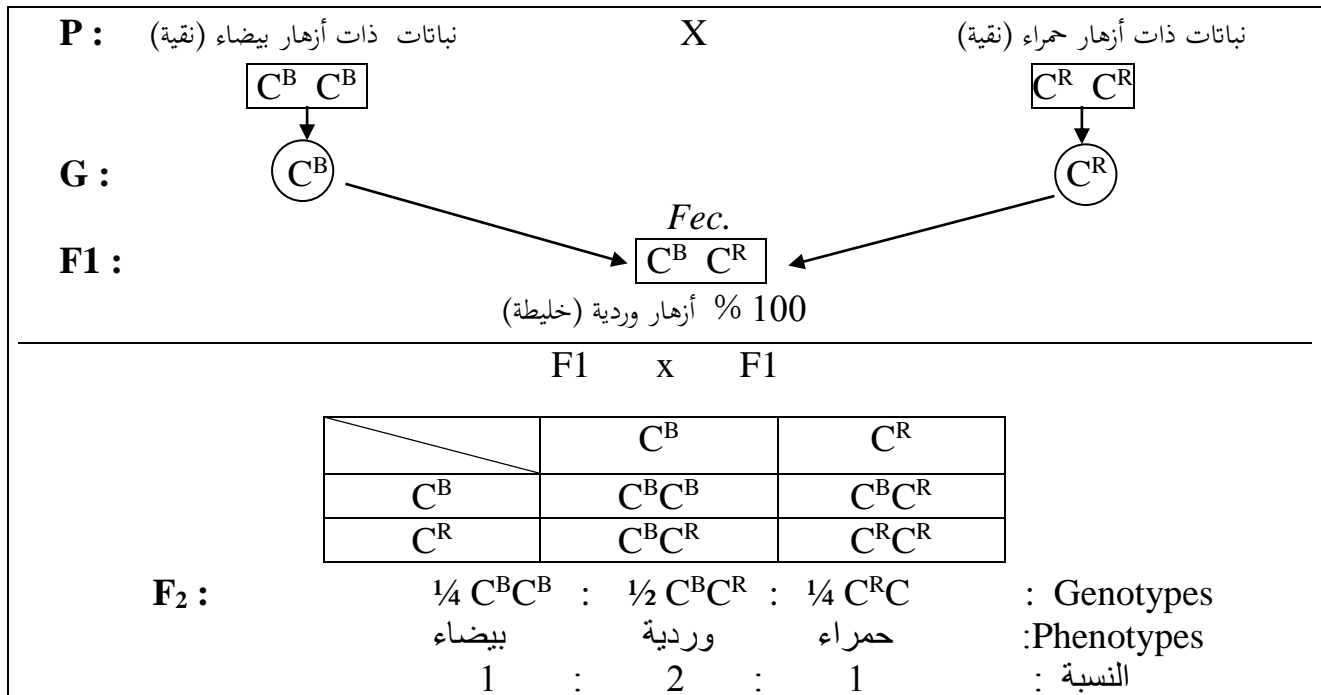 P : نباتات ذات أزهار بيضاء (نقية) X نباتات ذات أزهار حمراء (نقية)
C^B C^B C^R C^R
G : C^B C^R
Fec.
F1 : C^B C^R
100 % أزهار وردية (خليطة)
F1 x F1
C^B C^R
C^B C^BC^B C^BC^R
C^R C^BC^R C^RC^R
F₂ : ¼ C^BC^B : ½ C^BC^R : ¼ C^RC : Genotypes
بيضاء وردية حمراء :Phenotypes
1 : 2 : 1 : النسبة